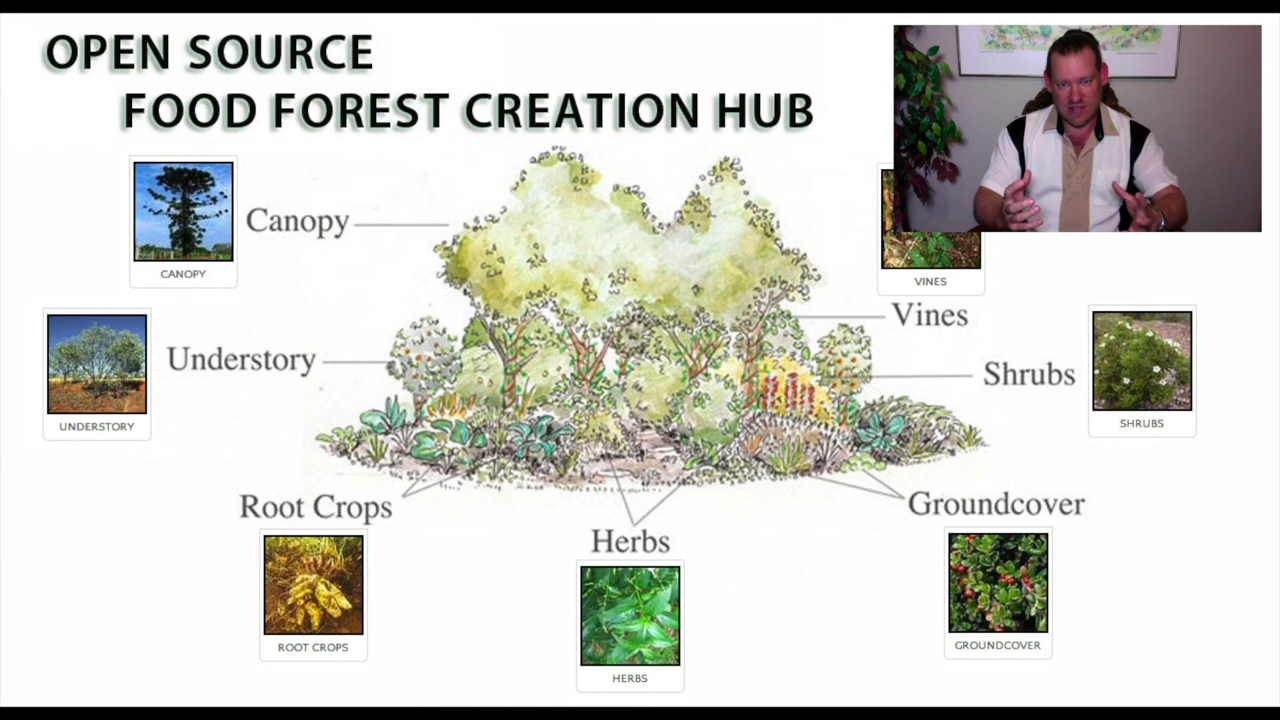 OPEN SOURCE
FOOD FOREST CREATION HUB
Canopy
CANOPY
VINES
Vines
Understory
UNDERSTORY
Shrubs
SHRUBS
Root Crops
ROOT CROPS
Herbs
HERBS
Groundcover
GROUNDCOVER